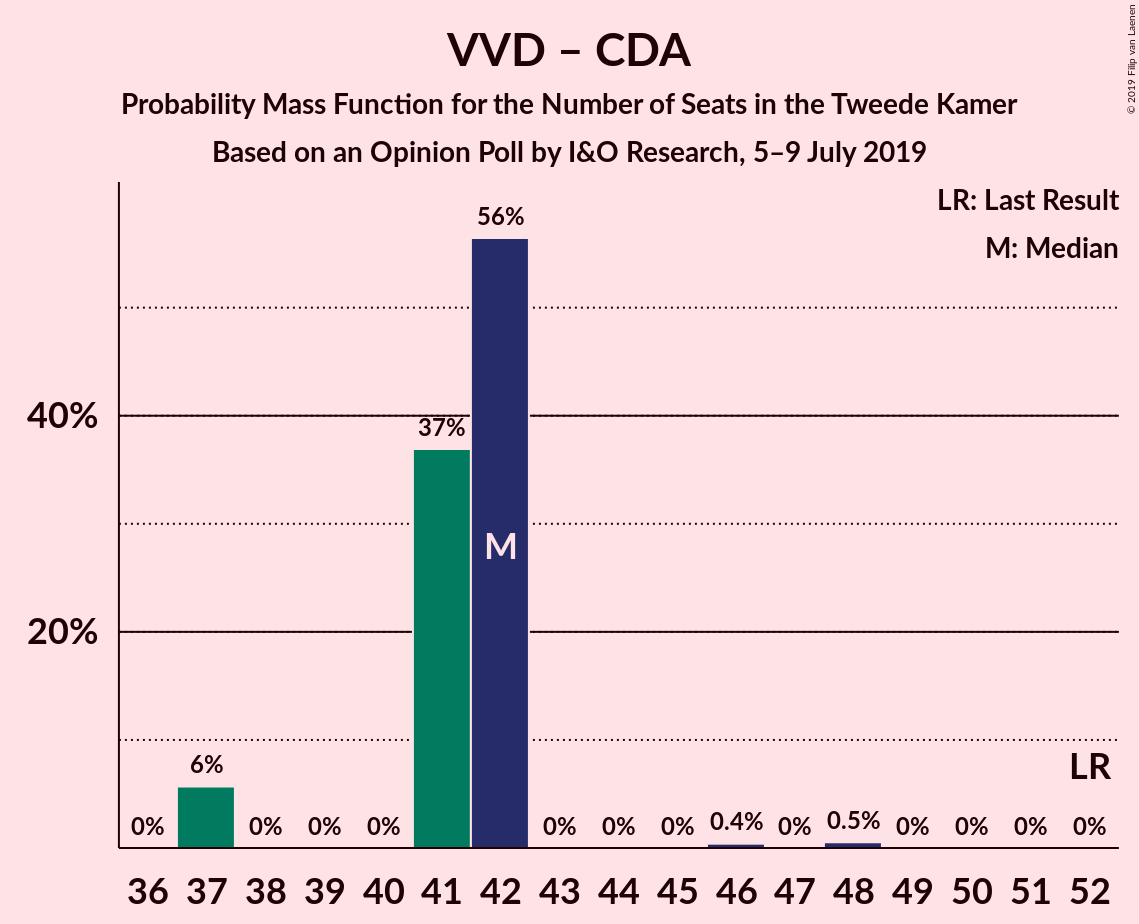 VVD – CDA
Probability Mass Function for the Number of Seats in the Tweede Kamer
Based on an Opinion Poll by I&O Research, 5–9 July 2019
© 2019 Filip van Laenen
LR: Last Result
M: Median
56%
40%
37%
M
20%
6%
LR
0% 0% 0% 0% 0% 0% 0% 0.4% 0% 0.5% 0% 0% 0% 0%
36 37 38 39 40 41 42 43 44 45 46 47 48 49 50 51 52